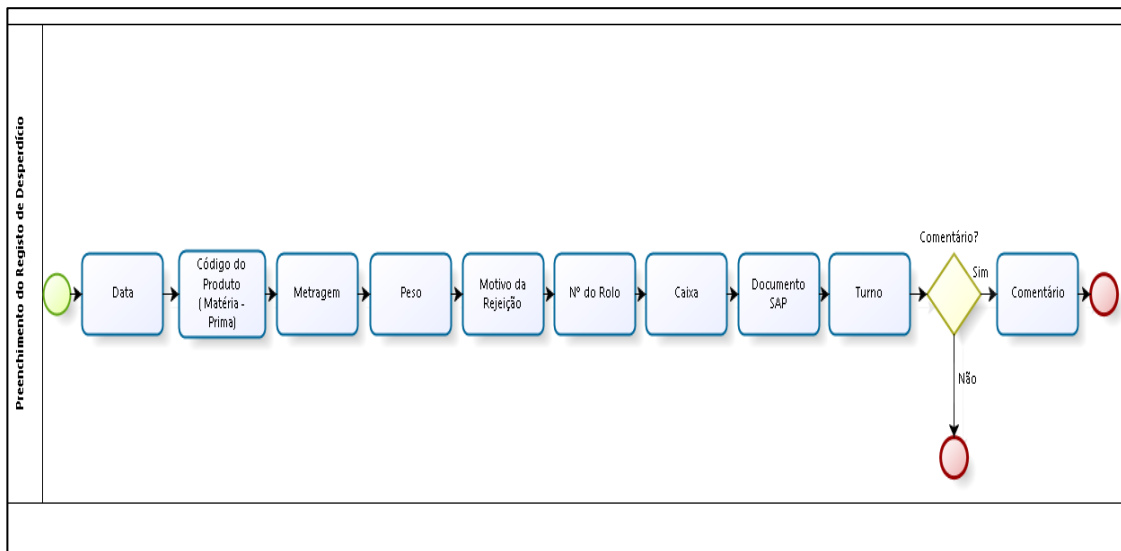 Preenchimento do Registo de Desperdício
Data
Código do
Produto
( Matéria -
Prima)
Metragem
Peso
Motivo da
Rejeição
Nº do Rolo
Caixa
Documento
SAP
Turno
Comentário?
Sim
Não
Comentário